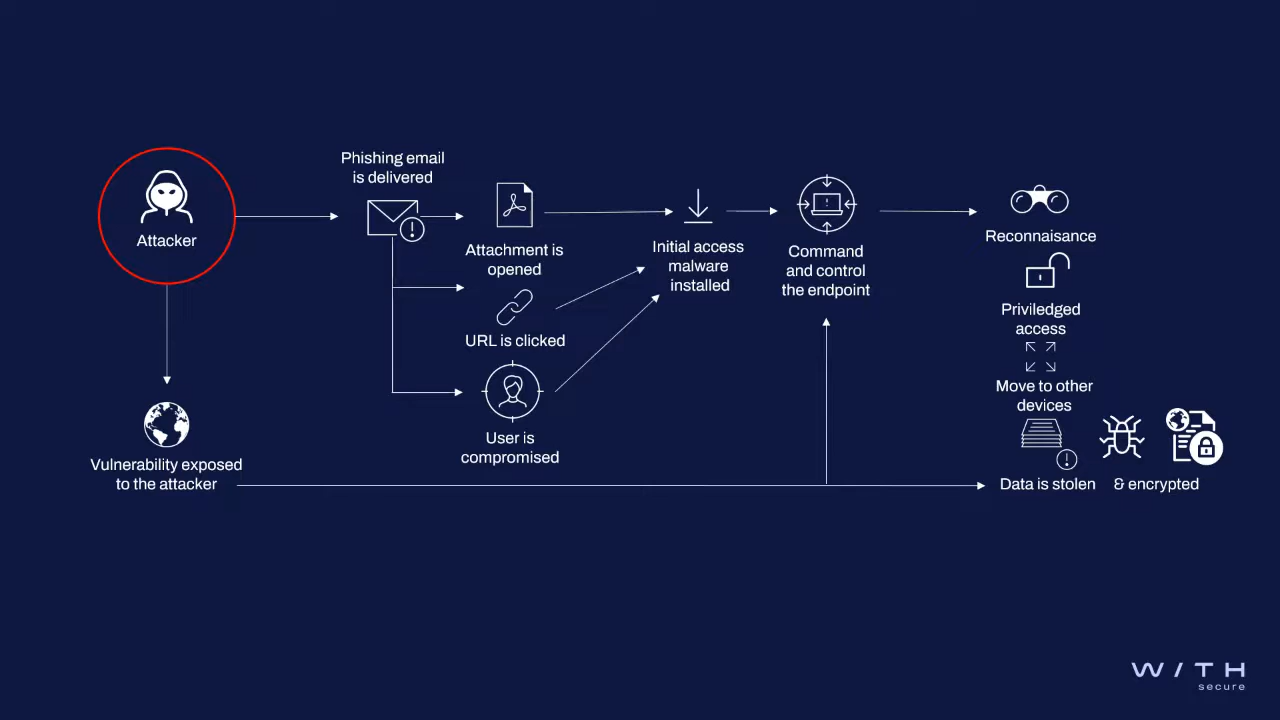 Phishing email
is delivered
Attacker
Attachment is
opened
URL is clicked
User is
compromised
Initial access
malware
installed
Command
and control
the endpoint
Reconnaisance
Priviledged
access
Move to other
devices
Data is stolen
& encrypted
Vulnerability exposed
to the attacker
W/TH
secure